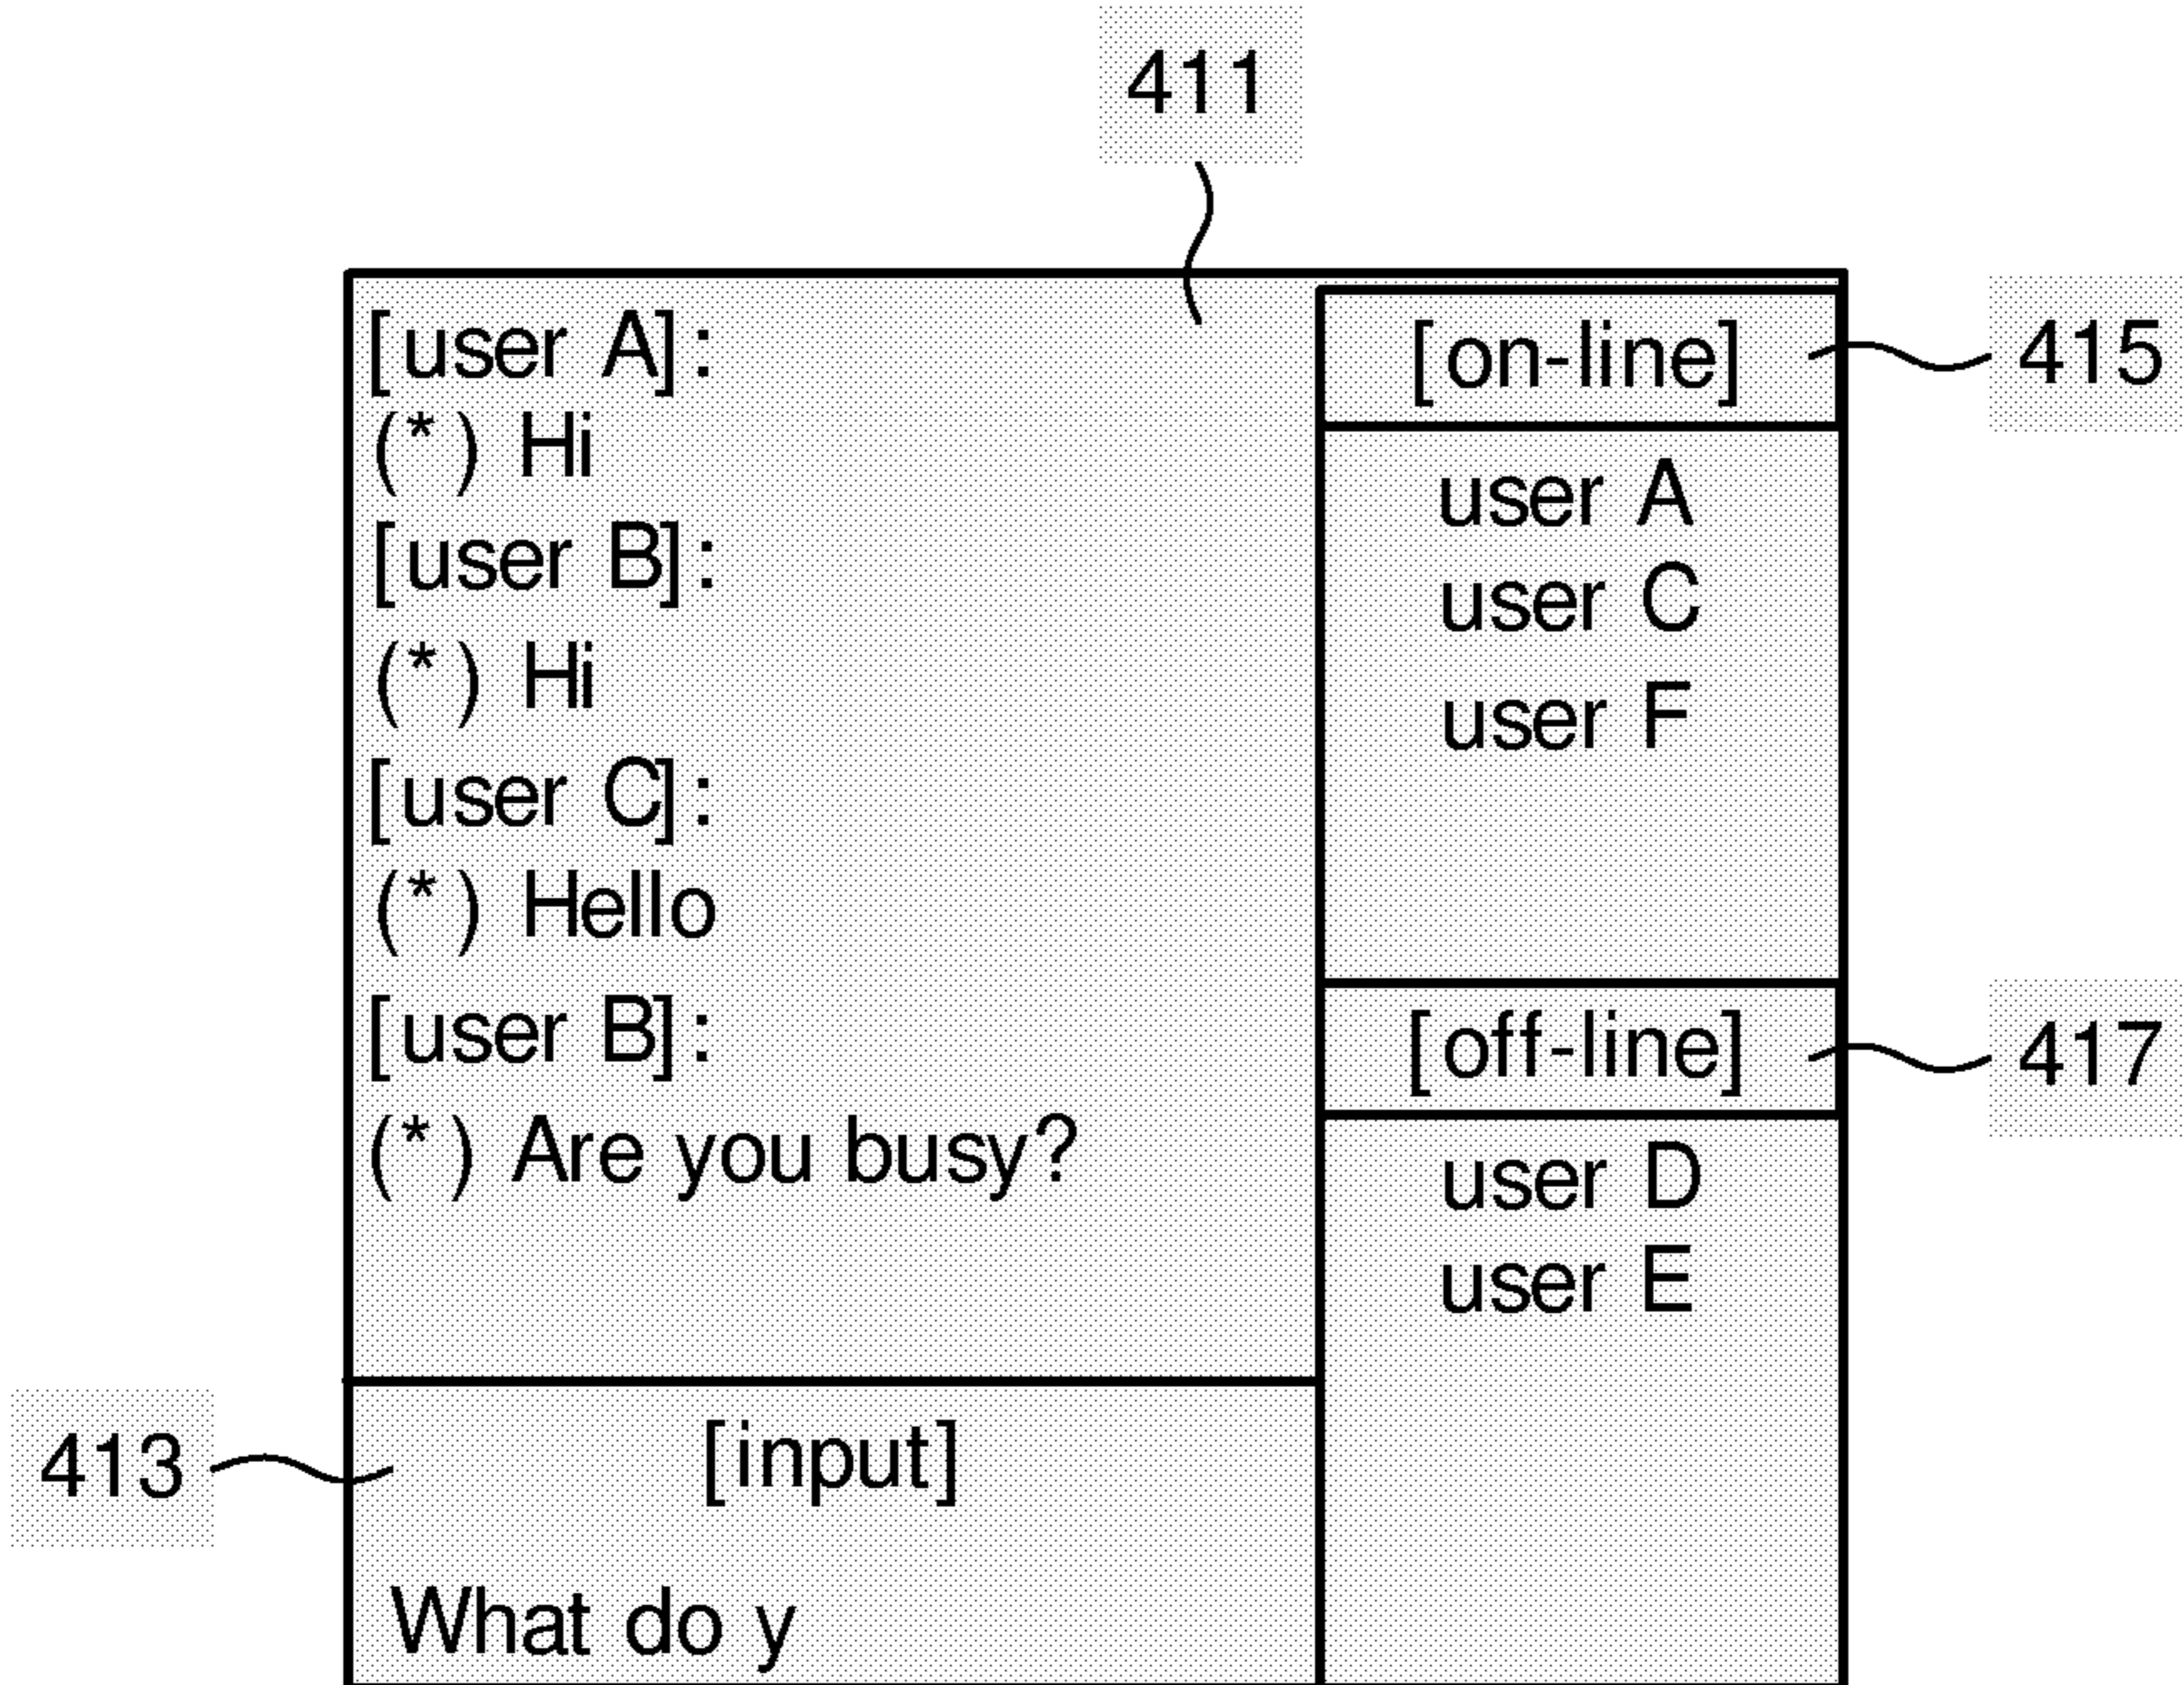 411
[user A]:
(*) Hi
[user B]:
(*) Hi
[user C]:
(*) Hello
[user B]:
(*) Are you busy?
[on-line]
415
user A
user C
user F
[off-line]
417
user D
user E
413
[input]
What do y